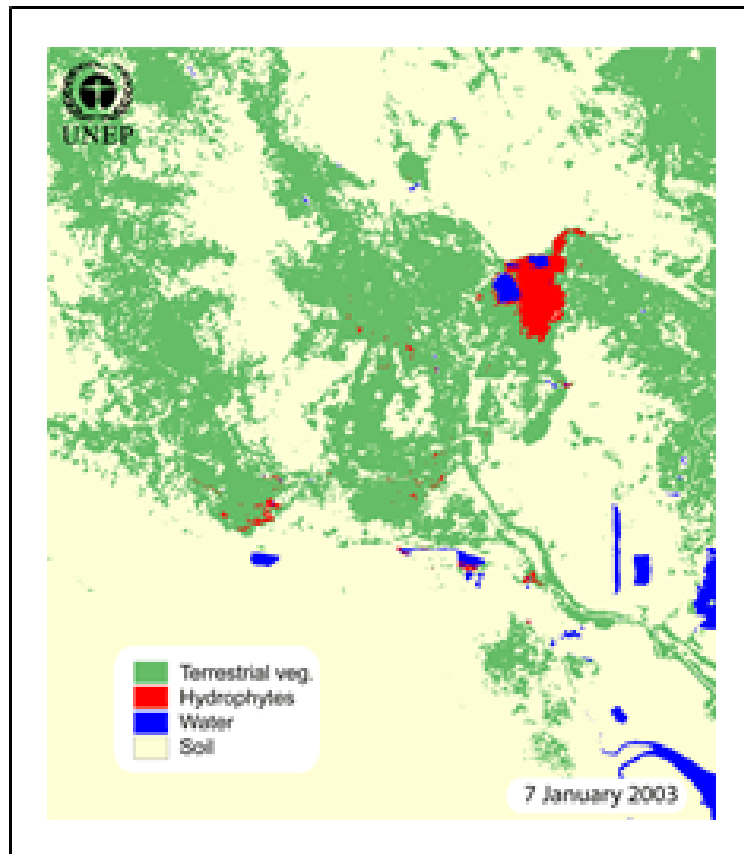 UNEP
Terrestrial veg.
Hydrophytes
Water
Soil
7 January 2003